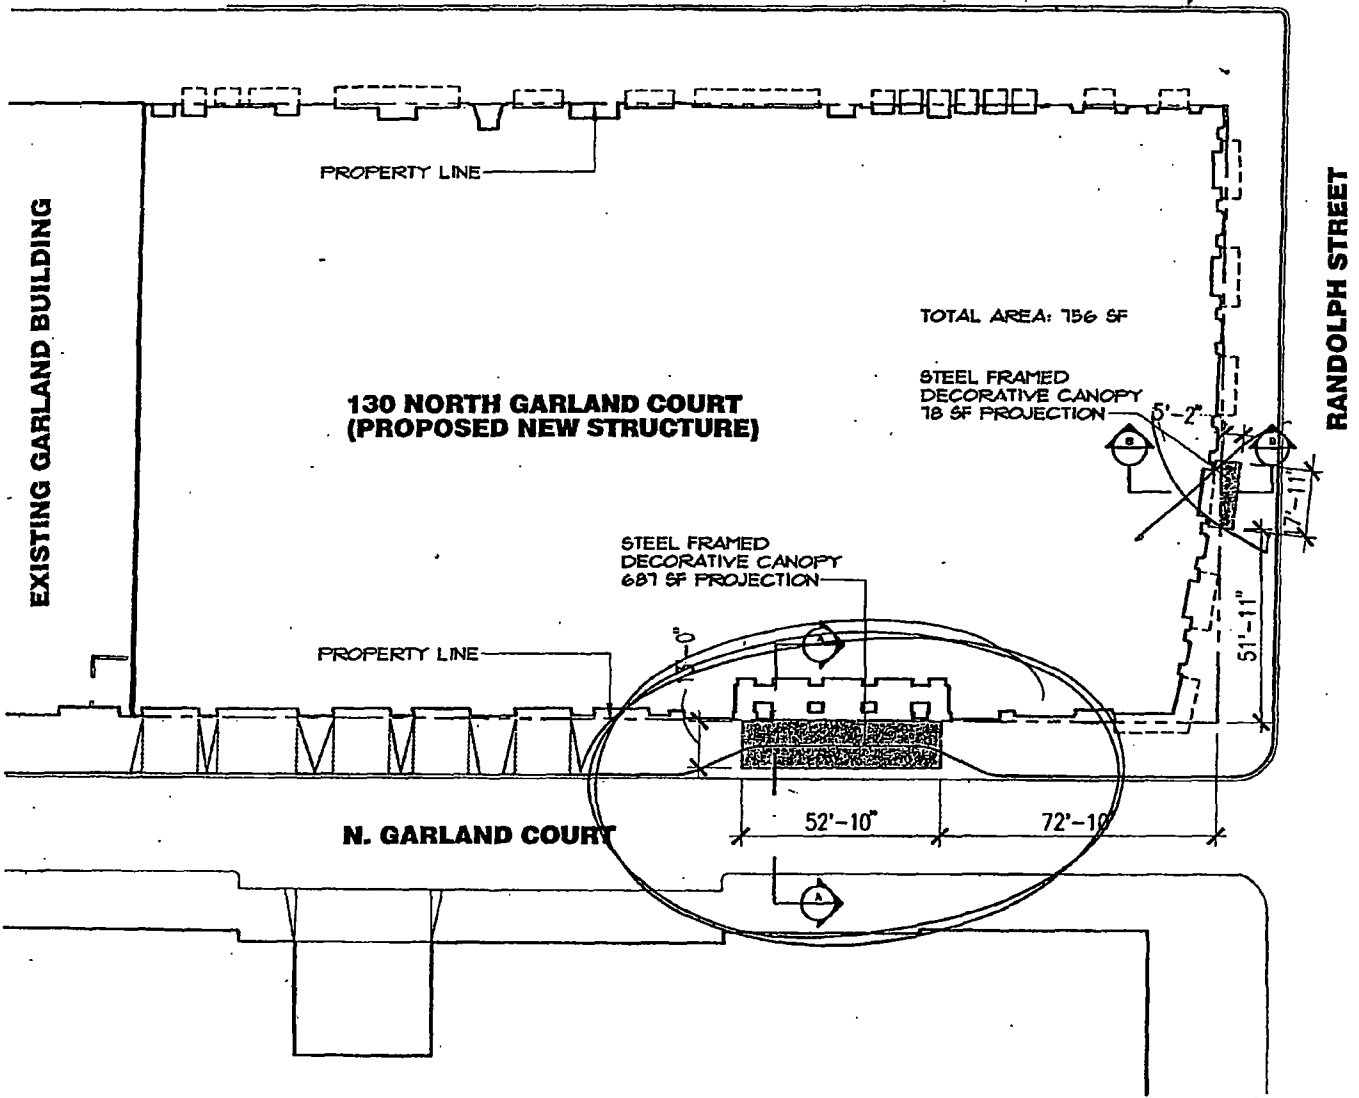 PROPERTY LINE
EXISTING GARLAND BUILDING
RANDOLPH STREET
TOTAL AREA: 756 SF
STEEL FRAMED
DECORATIVE CANOPY
78 SF PROJECTION
5'-2"
130 NORTH GARLAND COURT
(PROPOSED NEW STRUCTURE)
17'-11"
STEEL FRAMED
DECORATIVE CANOPY
687 SF PROJECTION
51'-11"
PROPERTY LINE
A
52'-10"
72'-10
N. GARLAND COURT
A